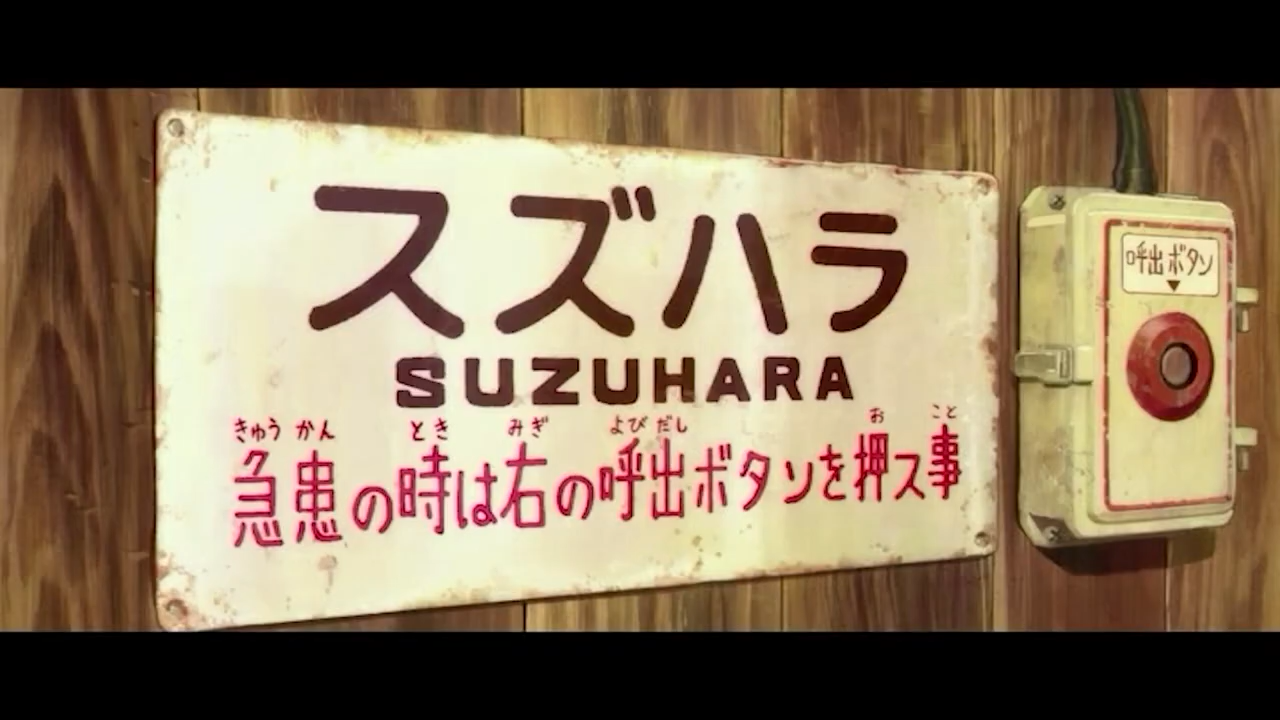 スズハラ
SUZUHARA
きゅう かん とき みぎ よび だし お こと
急患の時は右の呼出ボタンを押ス事
呼出ボタン